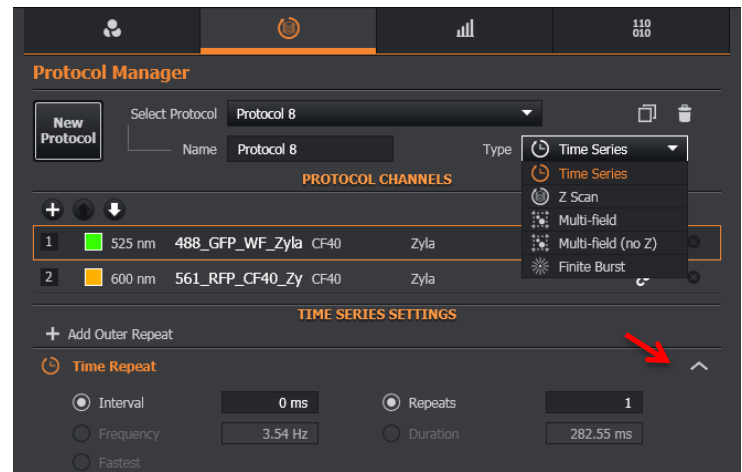 110
010
Protocol Manager
New
Protocol
Select Protocol Protocol 8
Name Protocol 8 Type Time Series
Time Series
Z Scan
Multi-field
Multi-field (no Z)
Finite Burst
PROTOCOL CHANNELS
1 525 nm 488_GFP_WF_Zyla CF40 Zyla
2 600 nm 561_RFP_CF40_Zy CF40 Zyla
TIME SERIES SETTINGS
Add Outer Repeat
Time Repeat
Interval 0 ms Repeats 1
Frequency 3.54 Hz Duration 282.55 ms
Fastest